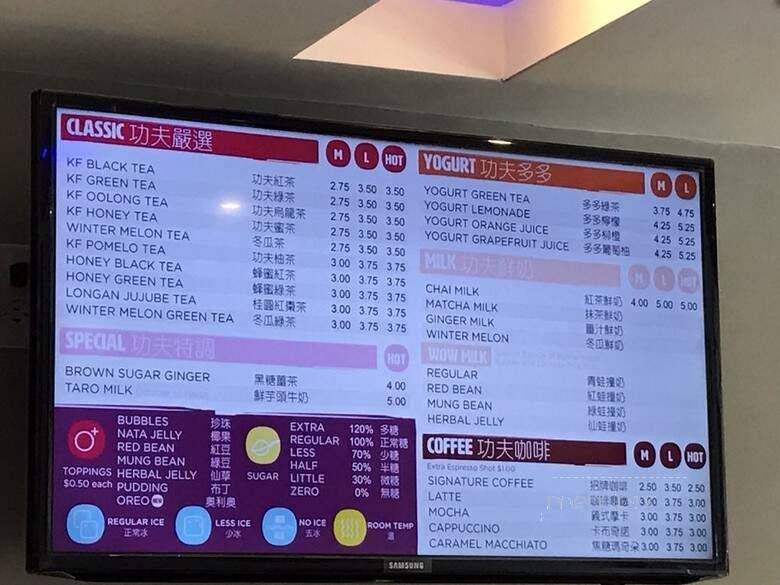 CLASSIC 功夫嚴選 M L HOT
KF BLACK TEA 功夫紅茶 2.75 3.50 3.50
KF GREEN TEA 功夫綠茶 2.75 3.50 3.50
KF OOLONG TEA 功夫烏龍茶 2.75 3.50 3.50
KF HONEY TEA 功夫蜜茶 2.75 3.50 3.50
WINTER MELON TEA 冬瓜茶 2.75 3.50 3.50
KF POMELO TEA 功夫柚茶 3.00 3.75 3.75
HONEY BLACK TEA 蜂蜜紅茶 3.00 3.75 3.75
HONEY GREEN TEA 蜂蜜綠茶 3.00 3.75 3.75
LONGAN JUJUBE TEA 桂圓紅棗茶 3.00 3.75 3.75
WINTER MELON GREEN TEA 冬瓜綠茶 3.00 3.75 3.75
SPECIAL 功夫特調 HOT
BROWN SUGAR GINGER 黑糖薑茶 4.00
TARO MILK 鮮芋頭牛奶 5.00
TOPPINGS
$0.50 each
BUBBLES 珍珠
NATA JELLY 椰果
RED BEAN 紅豆
MUNG BEAN 綠豆
HERBAL JELLY 仙草
PUDDING 布丁
OREO 奧利奧
SUGAR
EXTRA 120% 多糖
REGULAR 100% 正常糖
LESS 70% 少糖
HALF 50% 半糖
LITTLE 30% 微糖
ZERO 0% 無糖
REGULAR ICE
正常冰
LESS ICE
少冰
NO ICE
去冰
ROOM TEMP
溫
YOGURT 功夫多多 M L
YOGURT GREEN TEA 多多綠茶 3.75 4.75
YOGURT LEMONADE 多多檸檬 4.25 5.25
YOGURT ORANGE JUICE 多多柳橙 4.25 5.25
YOGURT GRAPEFRUIT JUICE 多多葡萄柚 4.25 5.25
MILK 功夫鮮奶 M L HOT
CHAI MILK 紅茶鮮奶 4.00 5.00 5.00
MATCHA MILK 抹茶鮮奶
GINGER MILK 薑汁鮮奶
WINTER MELON 冬瓜鮮奶
WOW MILK
REGULAR 青蛙撞奶
RED BEAN 紅蛙撞奶
MUNG BEAN 綠蛙撞奶
HERBAL JELLY 仙蛙撞奶
COFFEE 功夫咖啡 M L HOT
Extra Espresso Shot $1.00
SIGNATURE COFFEE 招牌咖啡 2.50 3.50 2.50
LATTE 3.00 3.75 3.00
MOCHA 義式摩卡 3.00 3.75 3.00
CAPPUCCINO 卡布奇諾 3.00 3.75 3.00
CARAMEL MACCHIATO 焦糖瑪奇朵 3.00 3.75 3.00
SAMSUNG